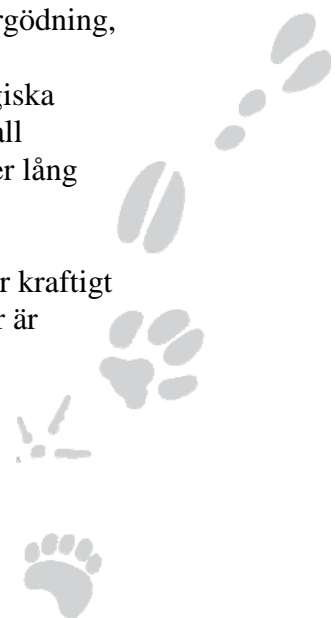 rgödning,
giska
all
er lång
r kraftigt
r är